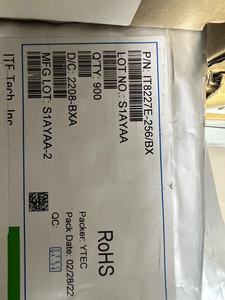 P/N: IT8227E-256/BX
LOT NO.: S1AYAA
QTY: 900
D/C: 2208-BXA
MFG LOT: S1AYAA-2
RoHS
Packer: YTEC
Pack Date: 02/28/22
QC:
ITE Tech. Inc.